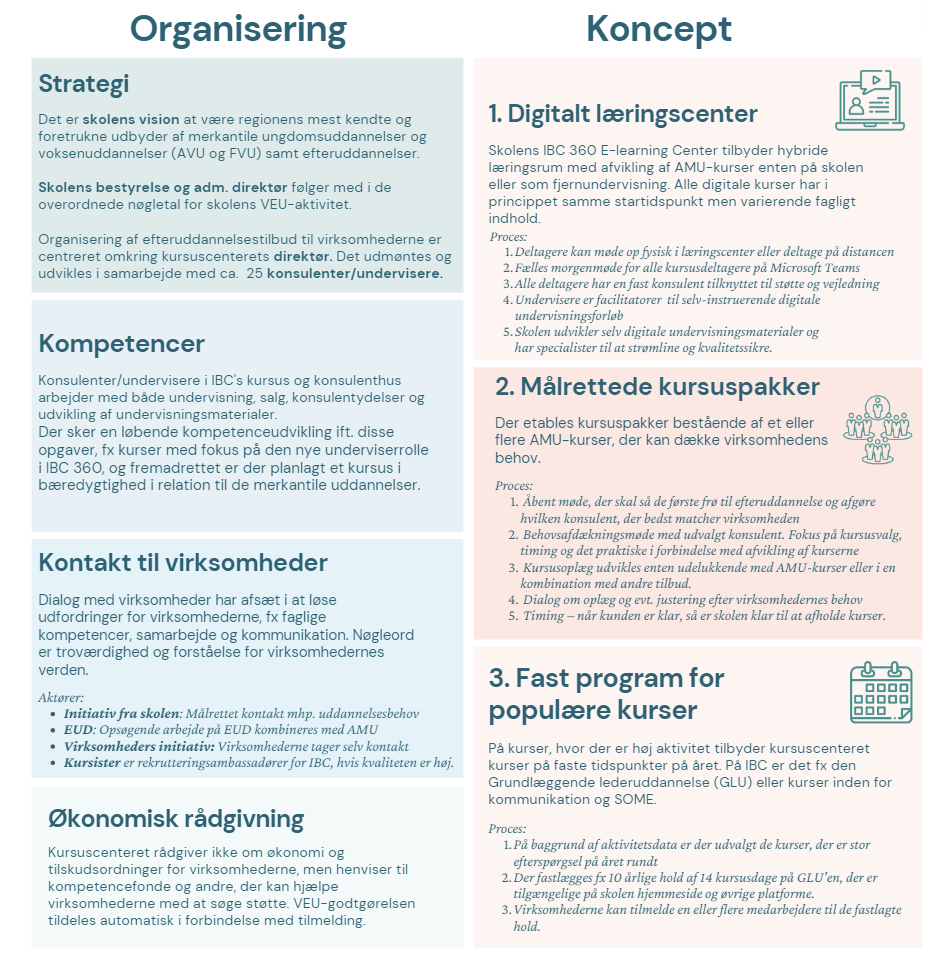 Organisering
Strategi
Det er skolens vision at være regionens mest kendte og
foretrukne udbyder af merkantile ungdomsuddannelser og
voksenuddannelser (AVU og FVU) samt efteruddannelser.
Skolens bestyrelse og adm. direktør følger med i de
overordnede nøgletal for skolens VEU-aktivitet.
Organisering af efteruddannelsestilbud til virksomhederne er
centreret omkring kursuscenterets direktør. Det udmøntes og
udvikles i samarbejde med ca. 25 konsulenter/undervisere.
Kompetencer
Konsulenter/undervisere i IBC's kursus og konsulenthus
arbejder med både undervisning, salg, konsulentydelser og
udvikling af undervisningsmaterialer.
Der sker en løbende kompetenceudvikling ift. disse
opgaver, fx kurser med fokus på den nye underviserrolle
i IBC 360, og fremadrettet er der planlagt et kursus i
bæredygtighed i relation til de merkantile uddannelser.
Kontakt til virksomheder
Dialog med virksomheder har afsæt i at løse
udfordringer for virksomhederne, fx faglige
kompetencer, samarbejde og kommunikation. Nøgleord
er troværdighed og forståelse for virksomhedernes
verden.
Aktører:
• Initiativ fra skolen: Målrettet kontakt mhp. uddannelsesbehov
• EUD: Opsøgende arbejde på EUD kombineres med AMU
• Virksomheders initiativ: Virksomhederne tager selv kontakt
• Kursister er rekrutteringsambassadører for IBC, hvis kvaliteten er høj.
Økonomisk rådgivning
Kursuscenteret rådgiver ikke om økonomi og
tilskudsordninger for virksomhederne, men henviser til
kompetencefonde og andre, der kan hjælpe
virksomhederne med at søge støtte. VEU-godtgørelsen
tildeles automatisk i forbindelse med tilmelding.
Koncept
1. Digitalt læringscenter
Skolens IBC 360 E-learning Center tilbyder hybride
læringsrum med afvikling af AMU-kurser enten på skolen
eller som fjernundervisning. Alle digitale kurser har i
princippet samme startidspunkt men varierende fagligt
indhold.
Proces:
1. Deltagere kan møde op fysisk i læringscenter eller deltage på distancen
2. Fælles morgenmøde for alle kursusdeltagere på Microsoft Teams
3. Alle deltagere har en fast konsulent tilknyttet til støtte og vejledning
4. Undervisere er facilitatorer til selv-instruerende digitale
undervisningsforløb
5. Skolen udvikler selv digitale undervisningsmaterialer og
har specialister til at strømline og kvalitetssikre.
2. Målrettede kursuspakker
Der etables kursuspakker bestående af et eller
flere AMU-kurser, der kan dække virksomhedens
behov.
Proces:
1. Åbent møde, der skal så de første frø til efteruddannelse og afgøre
hvilken konsulent, der bedst matcher virksomheden
2. Behovsafdækningsmøde med udvalgt konsulent. Fokus på kursusvalg,
timing og det praktiske i forbindelse med afvikling af kurserne
3. Kursusoplæg udvikles enten udelukkende med AMU-kurser eller i en
kombination med andre tilbud.
4. Dialog om oplæg og evt. justering efter virksomhedernes behov
5. Timing – når kunden er klar, så er skolen klar til at afholde kurser.
3. Fast program for
populære kurser
På kurser, hvor der er høj aktivitet tilbyder kursuscenteret
kurser på faste tidspunkter på året. På IBC er det fx den
Grundlæggende lederuddannelse (GLU) eller kurser inden for
kommunikation og SOME.
Proces:
1. På baggrund af aktivitetsdata er der udvalgt de kurser, der er stor
efterspørgsel på året rundt
2. Der fastlægges fx 10 årlige hold af 14 kursusdage på GLU'en, der er
tilgængelige på skolen hjemmeside og øvrige platforme.
3. Virksomhederne kan tilmelde en eller flere medarbejdere til de fastlagte
hold.